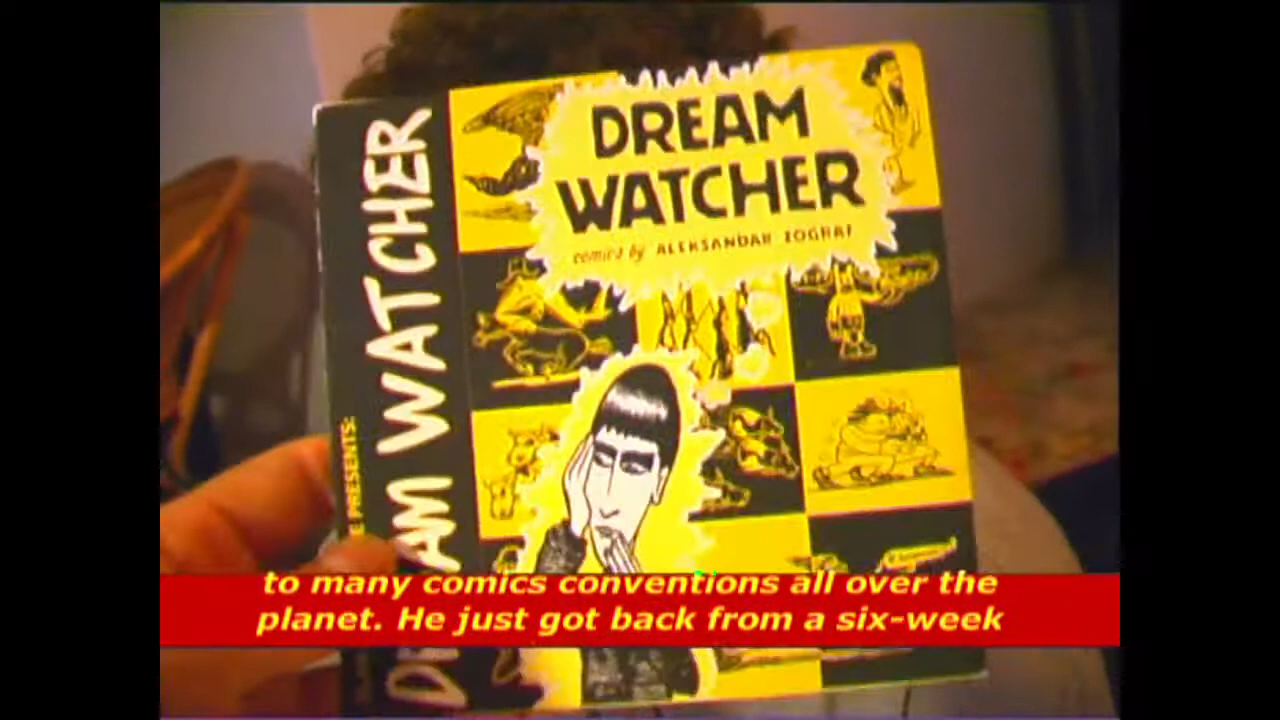 DREAM
WATCHER
comics by ALEKSANDAR ZOGRAF
DREAM WATCHER
E PRESENTS:
to many comics conventions all over the
planet. He just got back from a six-week